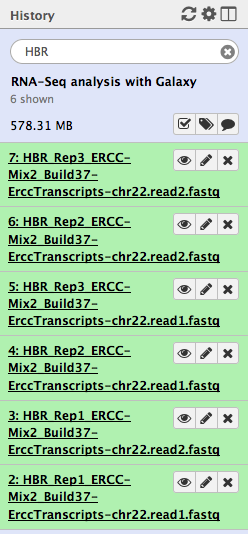 History
HBR
RNA-Seq analysis with Galaxy
6 shown
578.31 MB
7: HBR_Rep3_ERCC-
Mix2_Build37-
ErccTranscripts-chr22.read2.fastq
6: HBR_Rep2_ERCC-
Mix2_Build37-
ErccTranscripts-chr22.read2.fastq
5: HBR_Rep3_ERCC-
Mix2_Build37-
ErccTranscripts-chr22.read1.fastq
4: HBR_Rep2_ERCC-
Mix2_Build37-
ErccTranscripts-chr22.read1.fastq
3: HBR_Rep1_ERCC-
Mix2_Build37-
ErccTranscripts-chr22.read2.fastq
2: HBR_Rep1_ERCC-
Mix2_Build37-
ErccTranscripts-chr22.read1.fastq